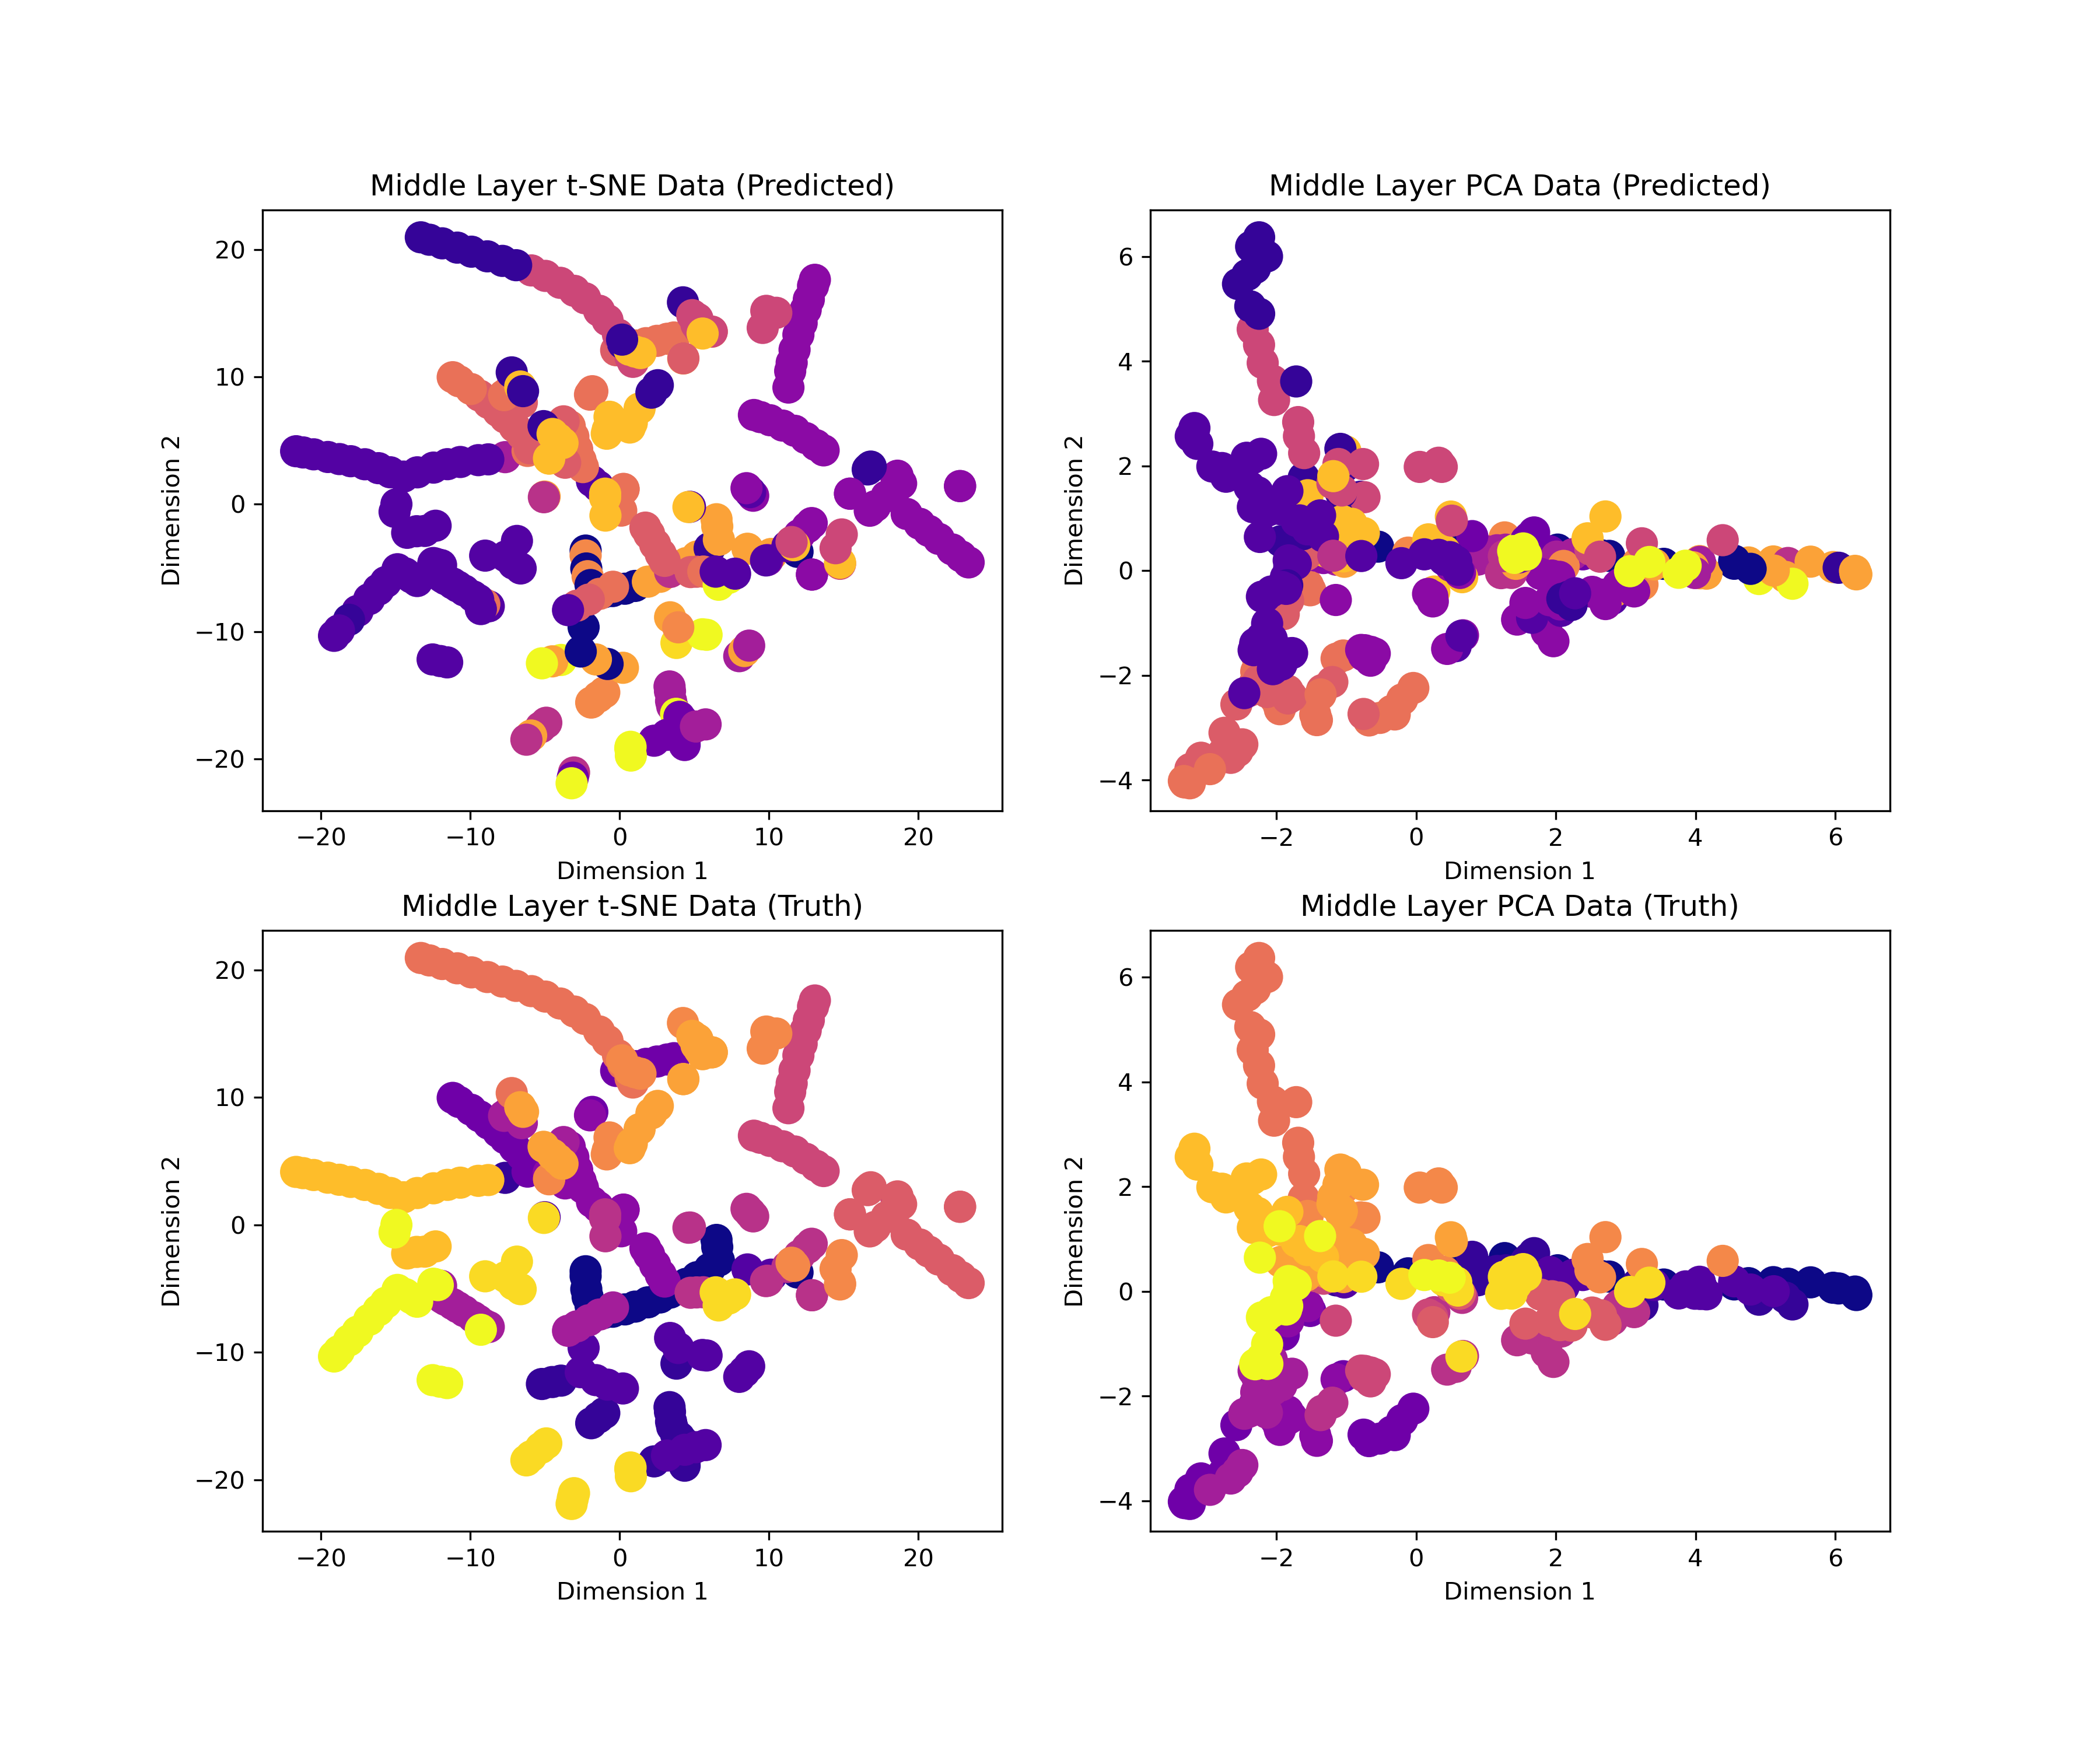 Middle Layer t-SNE Data (Predicted)
20
10
0
−10
−20
Dimension 2
−20 −10 0 10 20
Dimension 1
Middle Layer PCA Data (Predicted)
6
4
2
0
−2
−4
Dimension 2
−2 0 2 4 6
Dimension 1
Middle Layer t-SNE Data (Truth)
20
10
0
−10
−20
Dimension 2
−20 −10 0 10 20
Dimension 1
Middle Layer PCA Data (Truth)
6
4
2
0
−2
−4
Dimension 2
−2 0 2 4 6
Dimension 1